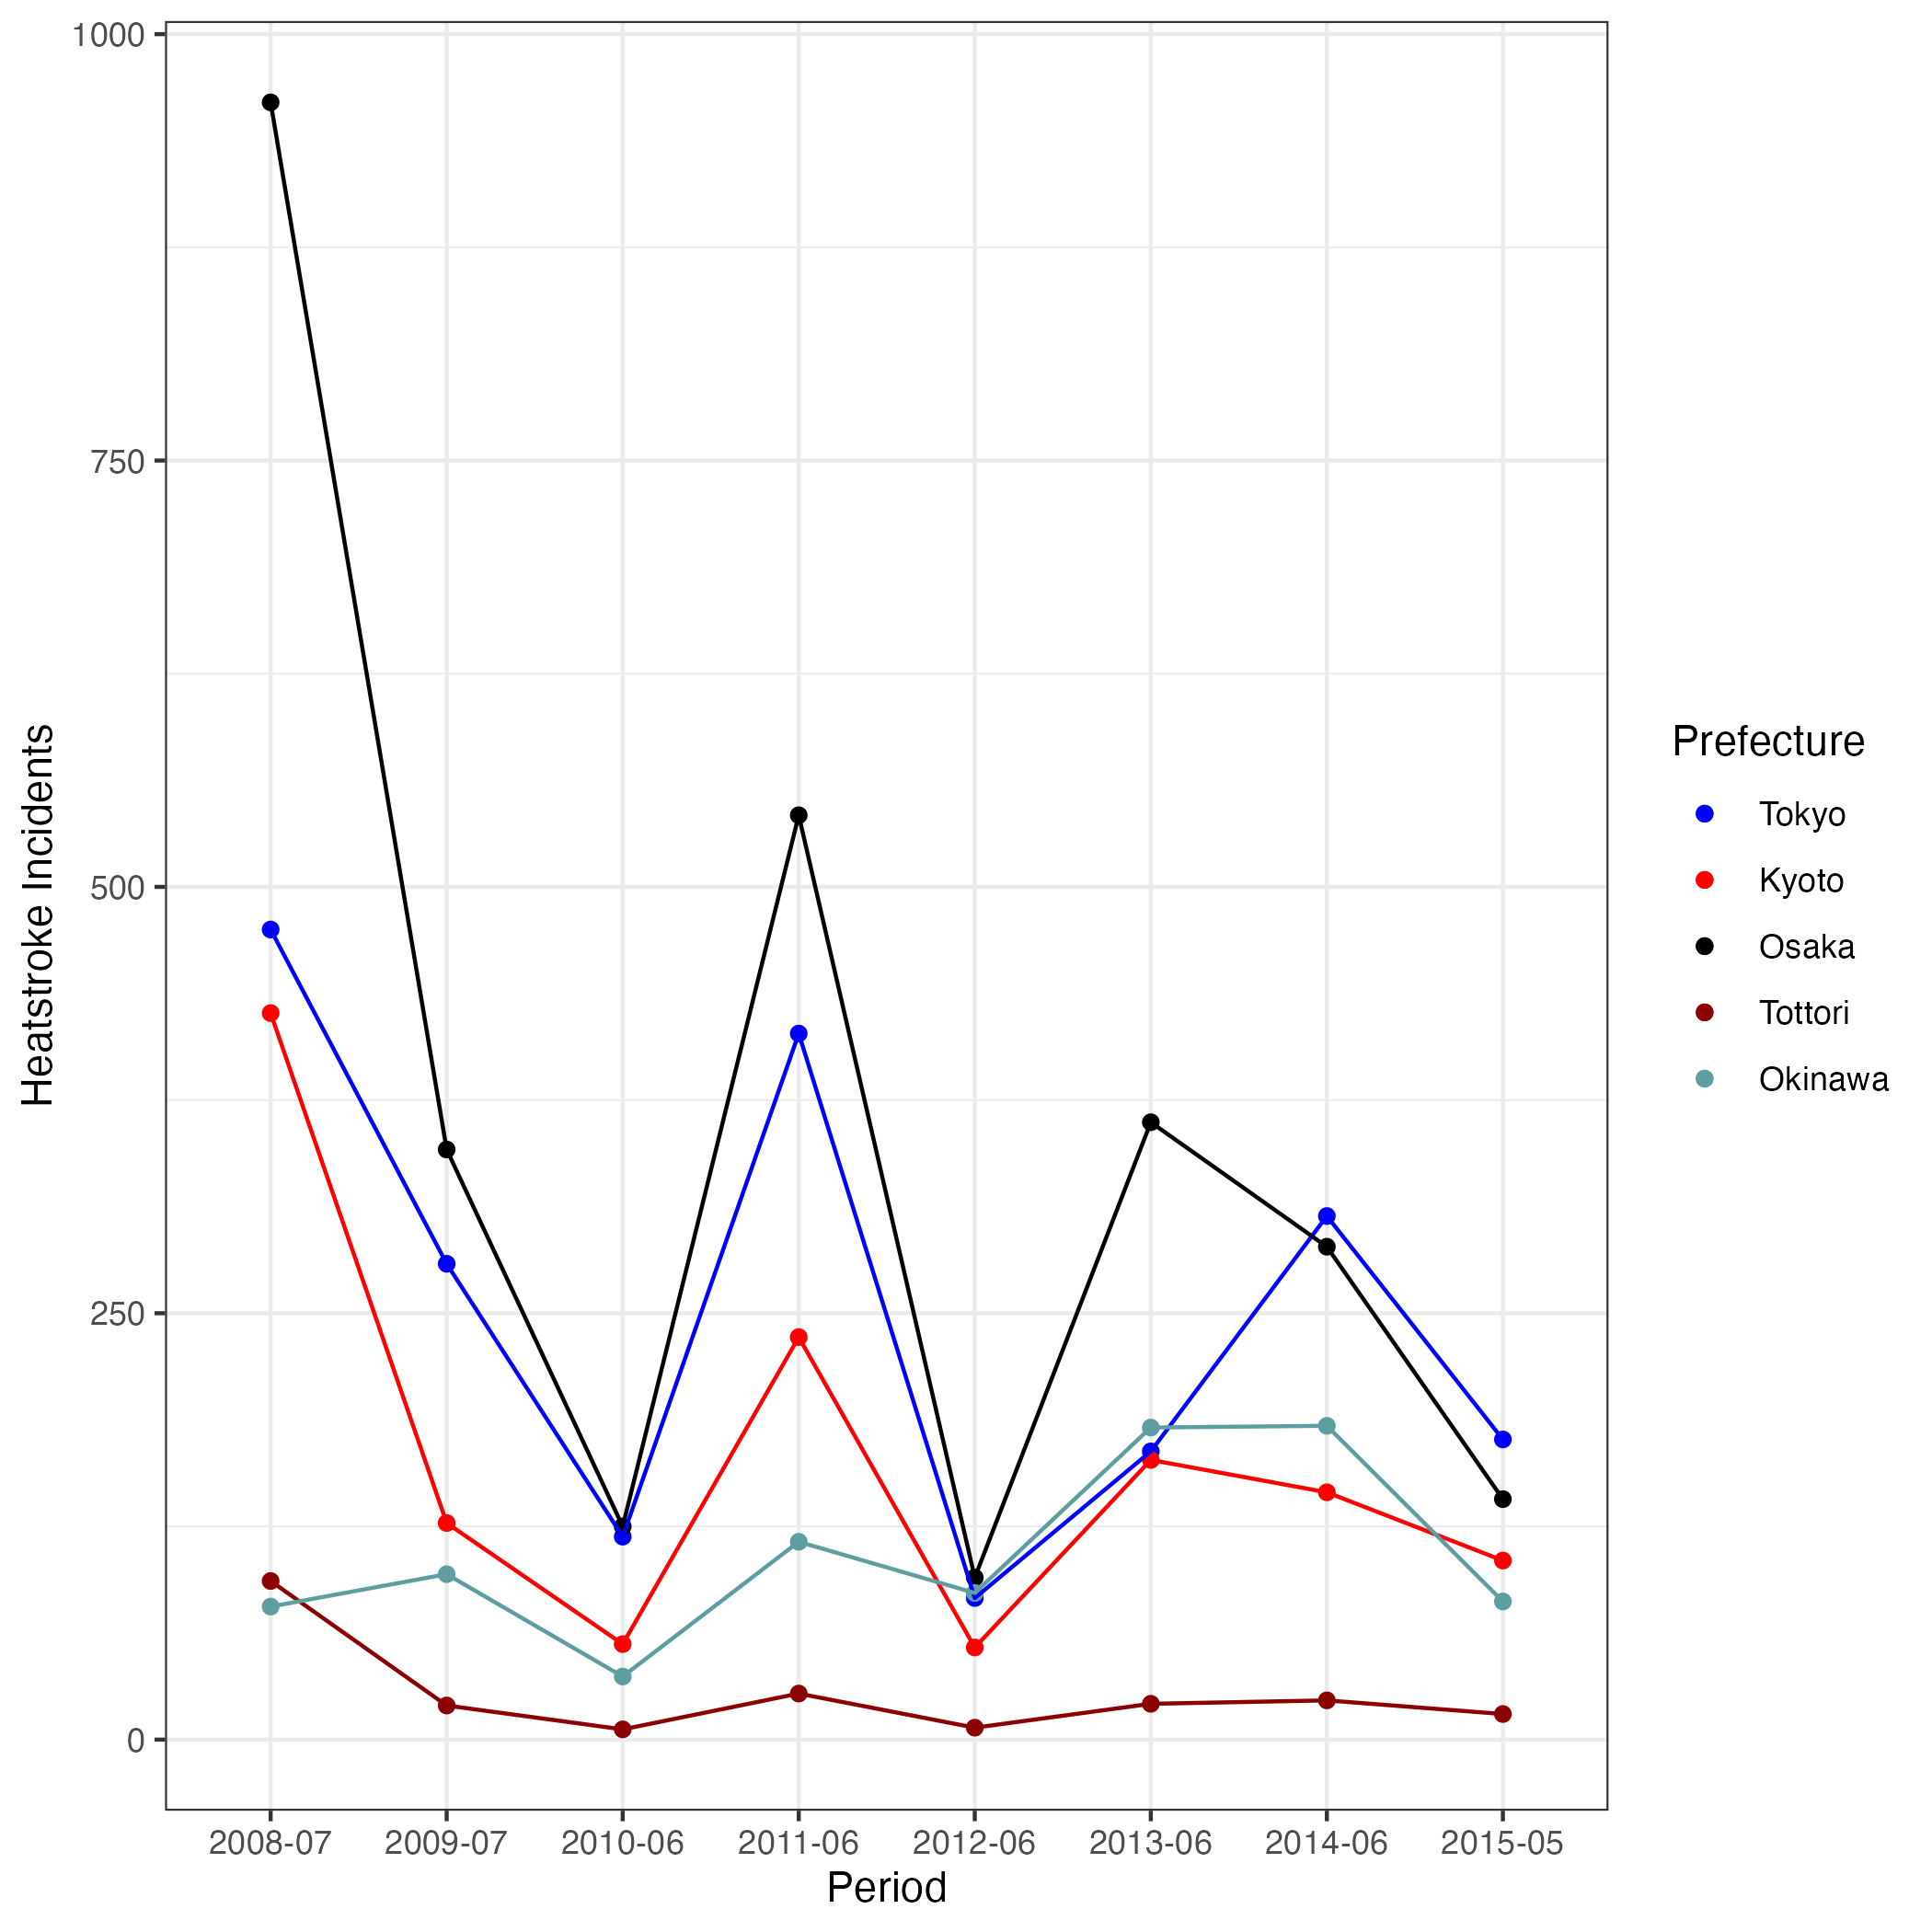 1000
750
500
250
0
Heatstroke Incidents
2008-07 2009-07 2010-06 2011-06 2012-06 2013-06 2014-06 2015-05
Period
Prefecture
Tokyo
Kyoto
Osaka
Tottori
Okinawa